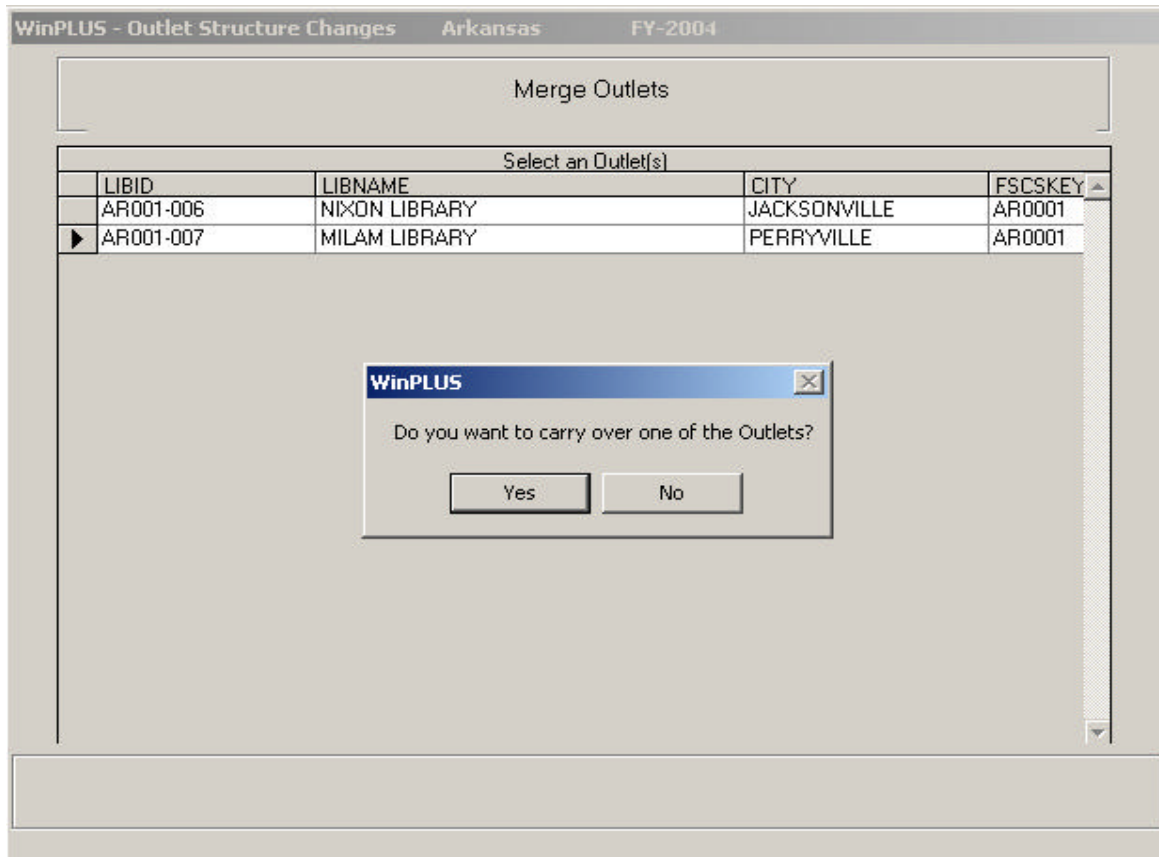 WinPLUS - Outlet Structure Changes Arkansas FY-2004
Merge Outlets
Select an Outlet(s)
LIBID LIBNAME CITY FSCSKEY
AR001-006 NIXON LIBRARY JACKSONVILLE AR0001
AR001-007 MILAM LIBRARY PERRYVILLE AR0001
WinPLUS
Do you want to carry over one of the Outlets?
Yes No